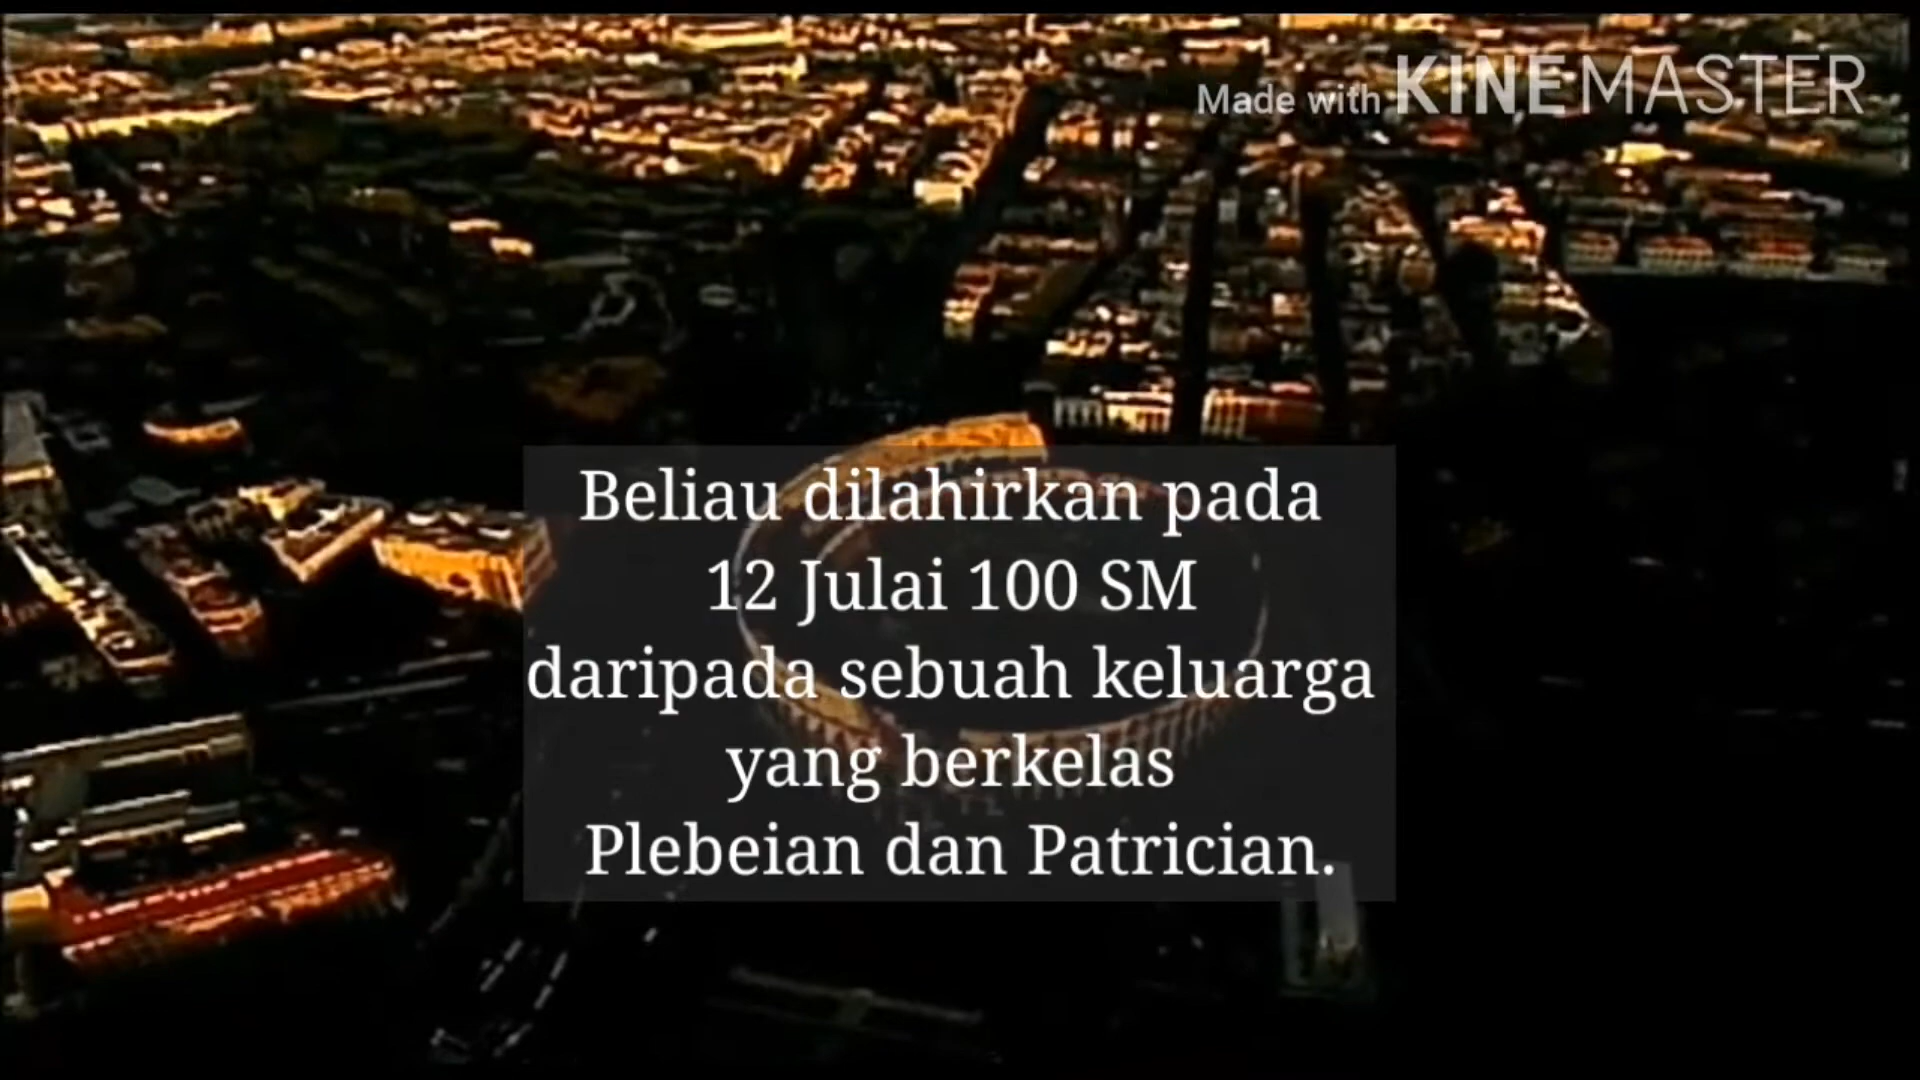 Made with KINEMASTER
Beliau dilahirkan pada
12 Julai 100 SM
daripada sebuah keluarga
yang berkelas
Plebeian dan Patrician.